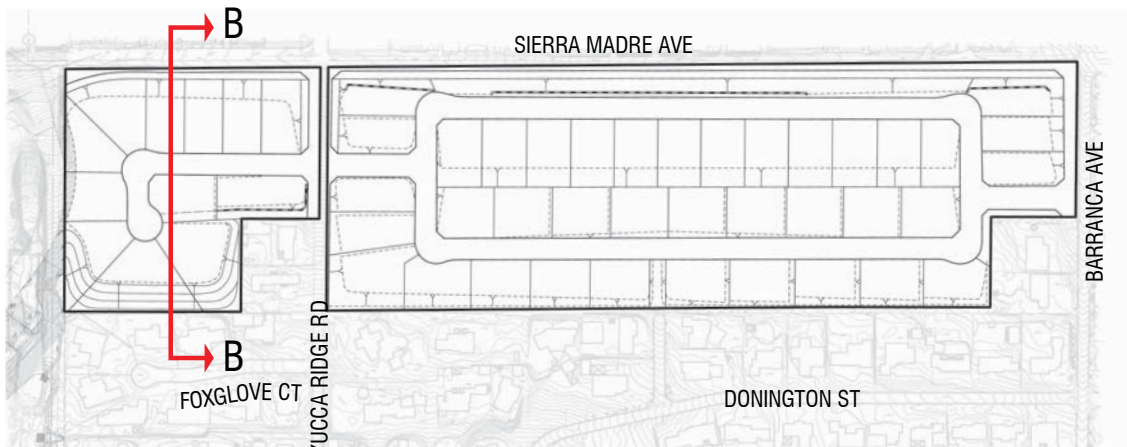 B
SIERRA MADRE AVE
BARRANCA AVE
B
YUCCA RIDGE RD
FOXGLOVE CT
DONINGTON ST